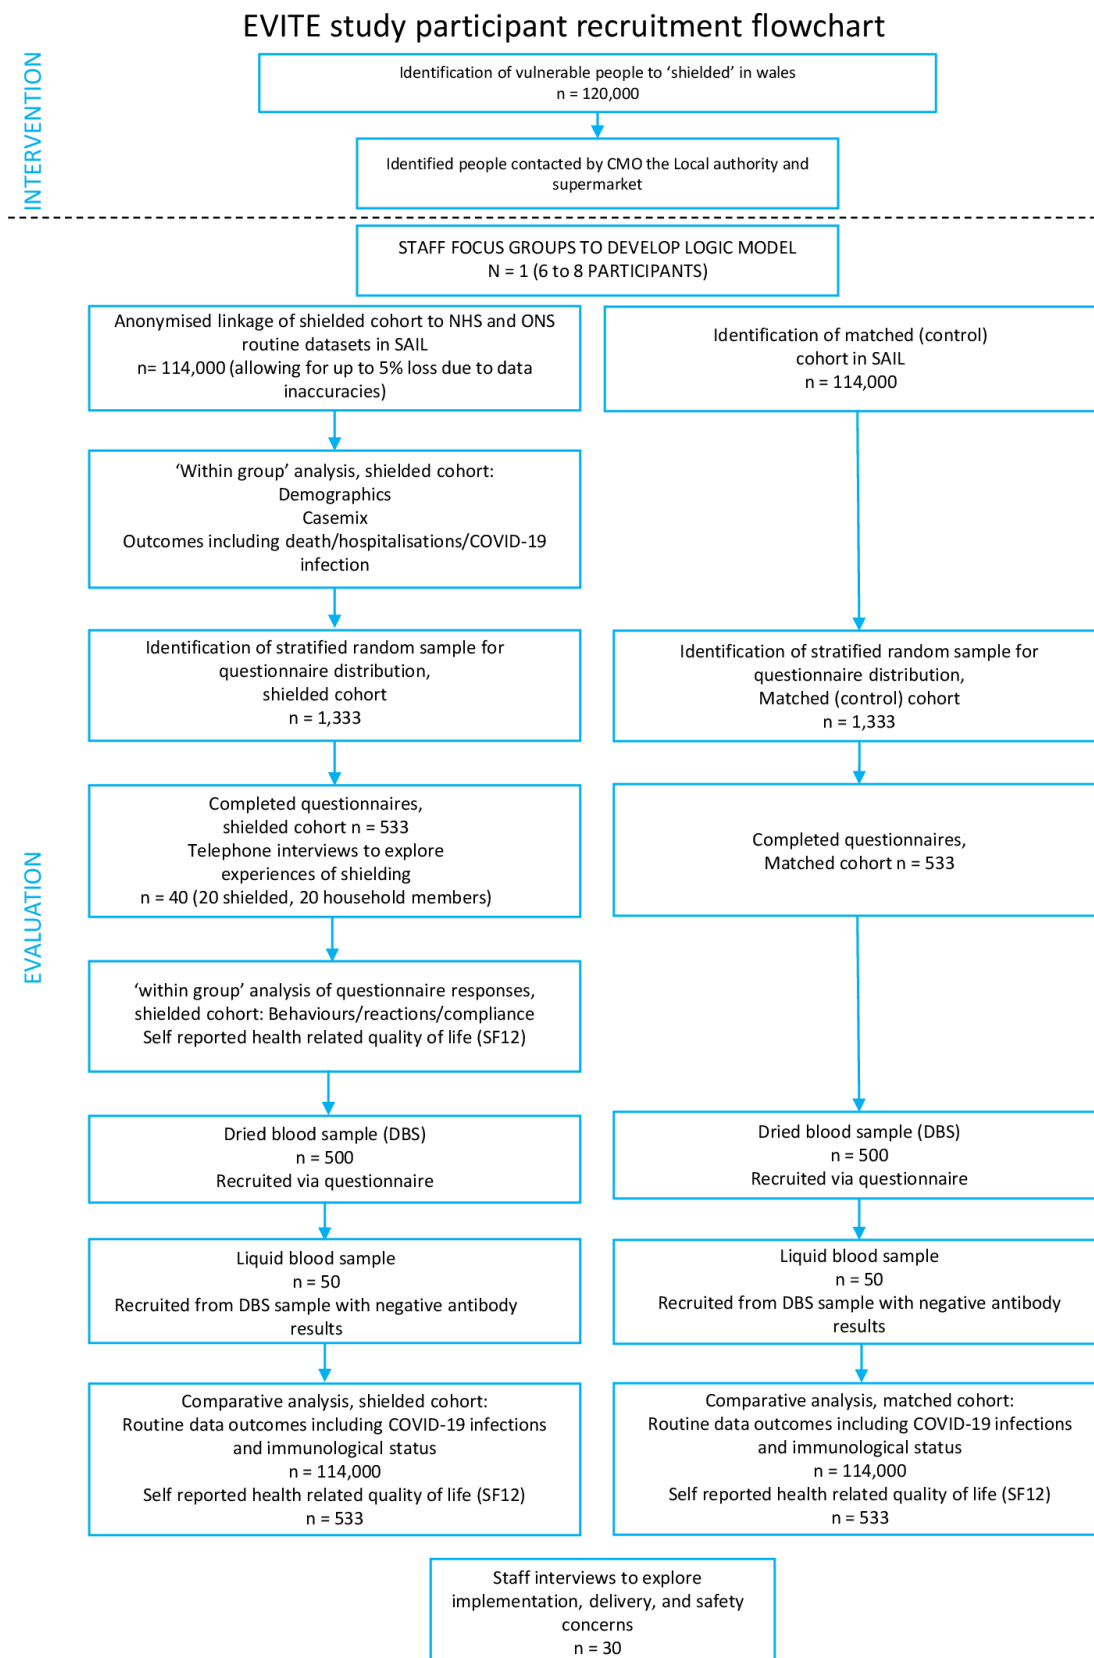 EVITE study participant recruitment flowchart
INTERVENTION
Identification of vulnerable people to ‘shielded’ in wales
n = 120,000
Identified people contacted by CMO the Local authority and
supermarket
STAFF FOCUS GROUPS TO DEVELOP LOGIC MODEL
N = 1 (6 to 8 PARTICIPANTS)
EVALUATION
Anonymised linkage of shielded cohort to NHS and ONS
routine datasets in SAIL
n= 114,000 (allowing for up to 5% loss due to data
inaccuracies)
Identification of matched (control)
cohort in SAIL
n = 114,000
‘Within group’ analysis, shielded cohort:
Demographics
Casemix
Outcomes including death/hospitalisations/COVID-19
infection
Identification of stratified random sample for
questionnaire distribution,
shielded cohort
n = 1,333
Identification of stratified random sample for
questionnaire distribution,
Matched (control) cohort
n = 1,333
Completed questionnaires,
shielded cohort n = 533
Telephone interviews to explore
experiences of shielding
n = 40 (20 shielded, 20 household members)
Completed questionnaires,
Matched cohort n = 533
‘within group’ analysis of questionnaire responses,
shielded cohort: Behaviours/reactions/compliance
Self reported health related quality of life (SF12)
Dried blood sample (DBS)
n = 500
Recruited via questionnaire
Dried blood sample (DBS)
n = 500
Recruited via questionnaire
Liquid blood sample
n = 50
Recruited from DBS sample with negative antibody
results
Liquid blood sample
n = 50
Recruited from DBS sample with negative antibody
results
Comparative analysis, shielded cohort:
Routine data outcomes including COVID-19 infections
and immunological status
n = 114,000
Self reported health related quality of life (SF12)
n = 533
Comparative analysis, matched cohort:
Routine data outcomes including COVID-19 infections
and immunological status
n = 114,000
Self reported health related quality of life (SF12)
n = 533
Staff interviews to explore
implementation, delivery, and safety
concerns
n = 30